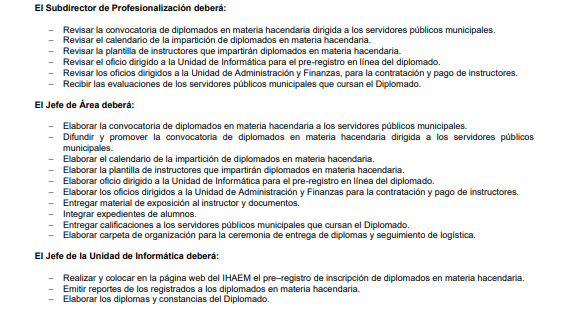 El Subdirector de Profesionalización deberá:
– Revisar la convocatoria de diplomados en materia hacendaria dirigida a los servidores públicos municipales.
– Revisar el calendario de la impartición de diplomados en materia hacendaria.
– Revisar la plantilla de instructores que impartirán diplomados en materia hacendaria.
– Revisar el oficio dirigido a la Unidad de Informática para el pre-registro en línea del diplomado.
– Revisar los oficios dirigidos a la Unidad de Administración y Finanzas, para la contratación y pago de instructores.
– Recibir las evaluaciones de los servidores públicos municipales que cursan el Diplomado.
El Jefe de Área deberá:
– Elaborar la convocatoria de diplomados en materia hacendaria a los servidores públicos municipales.
– Difundir y promover la convocatoria de diplomados en materia hacendaria dirigida a los servidores públicos
municipales.
– Elaborar el calendario de la impartición de diplomados en materia hacendaria.
– Elaborar la plantilla de instructores que impartirán diplomados en materia hacendaria.
– Elaborar oficio dirigido a la Unidad de Informática para el pre-registro en línea del diplomado.
– Elaborar los oficios dirigidos a la Unidad de Administración y Finanzas para la contratación y pago de instructores.
– Entregar material de exposición al instructor y documentos.
– Integrar expedientes de alumnos.
– Entregar calificaciones a los servidores públicos municipales que cursan el Diplomado.
– Elaborar carpeta de organización para la ceremonia de entrega de diplomas y seguimiento de logística.
El Jefe de la Unidad de Informática deberá:
– Realizar y colocar en la página web del IHAEM el pre–registro de inscripción de diplomados en materia hacendaria.
– Emitir reportes de los registrados a los diplomados en materia hacendaria.
– Elaborar los diplomas y constancias del Diplomado.